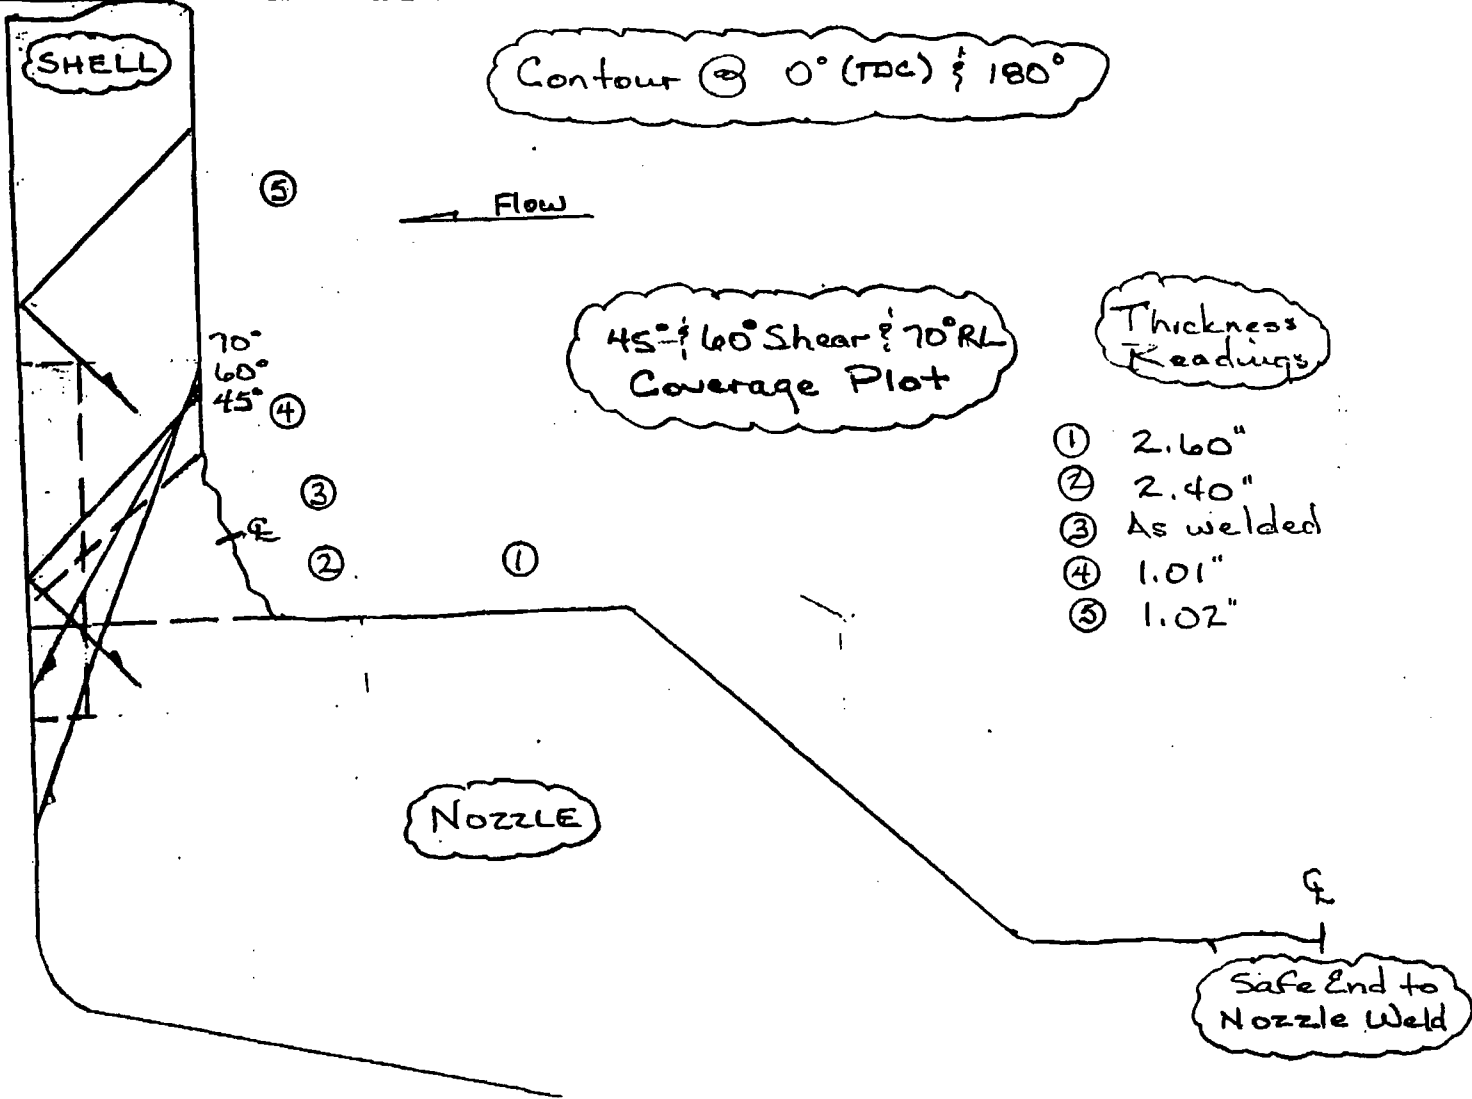 SHELL
Contour @ 0° (TDC) & 180°
⑤
Flow
45° & 60° Shear & 70° RL
Coverage Plot
Thickness
Readings
70°
60°
45° ④
① 2.60"
② 2.40"
③ As welded
④ 1.01"
⑤ 1.02"
③
℄
②
①
NOZZLE
℄
Safe End to
Nozzle Weld